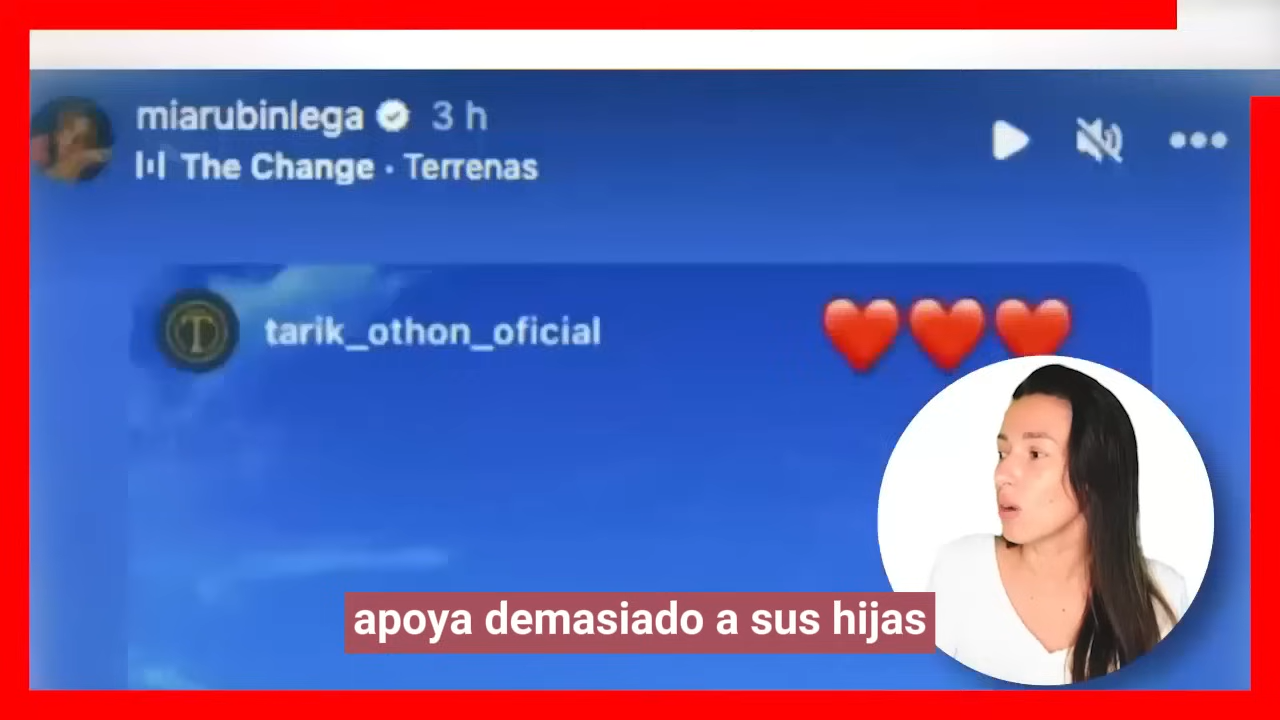 miarubinlega 3 h
The Change · Terrenas
T tarik_othon_oficial
apoya demasiado a sus hijas